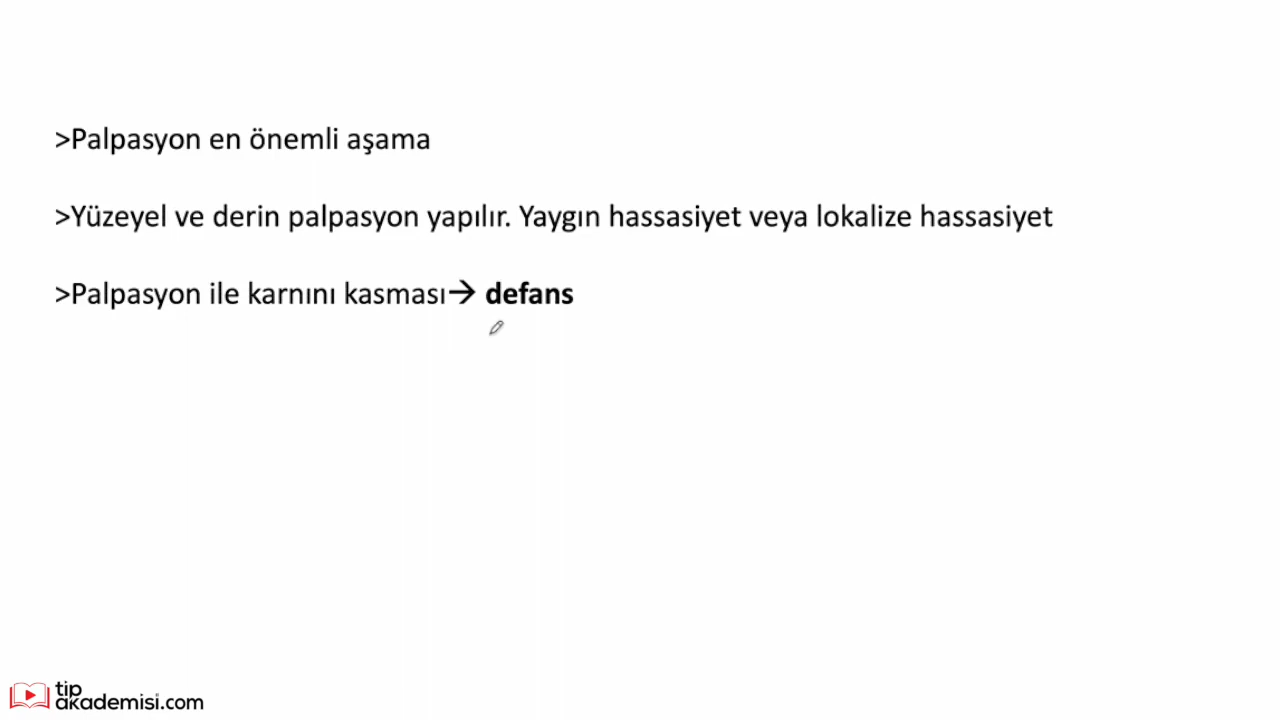 >Palpasyon en önemli aşama
>Yüzeyel ve derin palpasyon yapılır. Yaygın hassasiyet veya lokalize hassasiyet
>Palpasyon ile karnını kasması→ defans
tip
akademisi.com